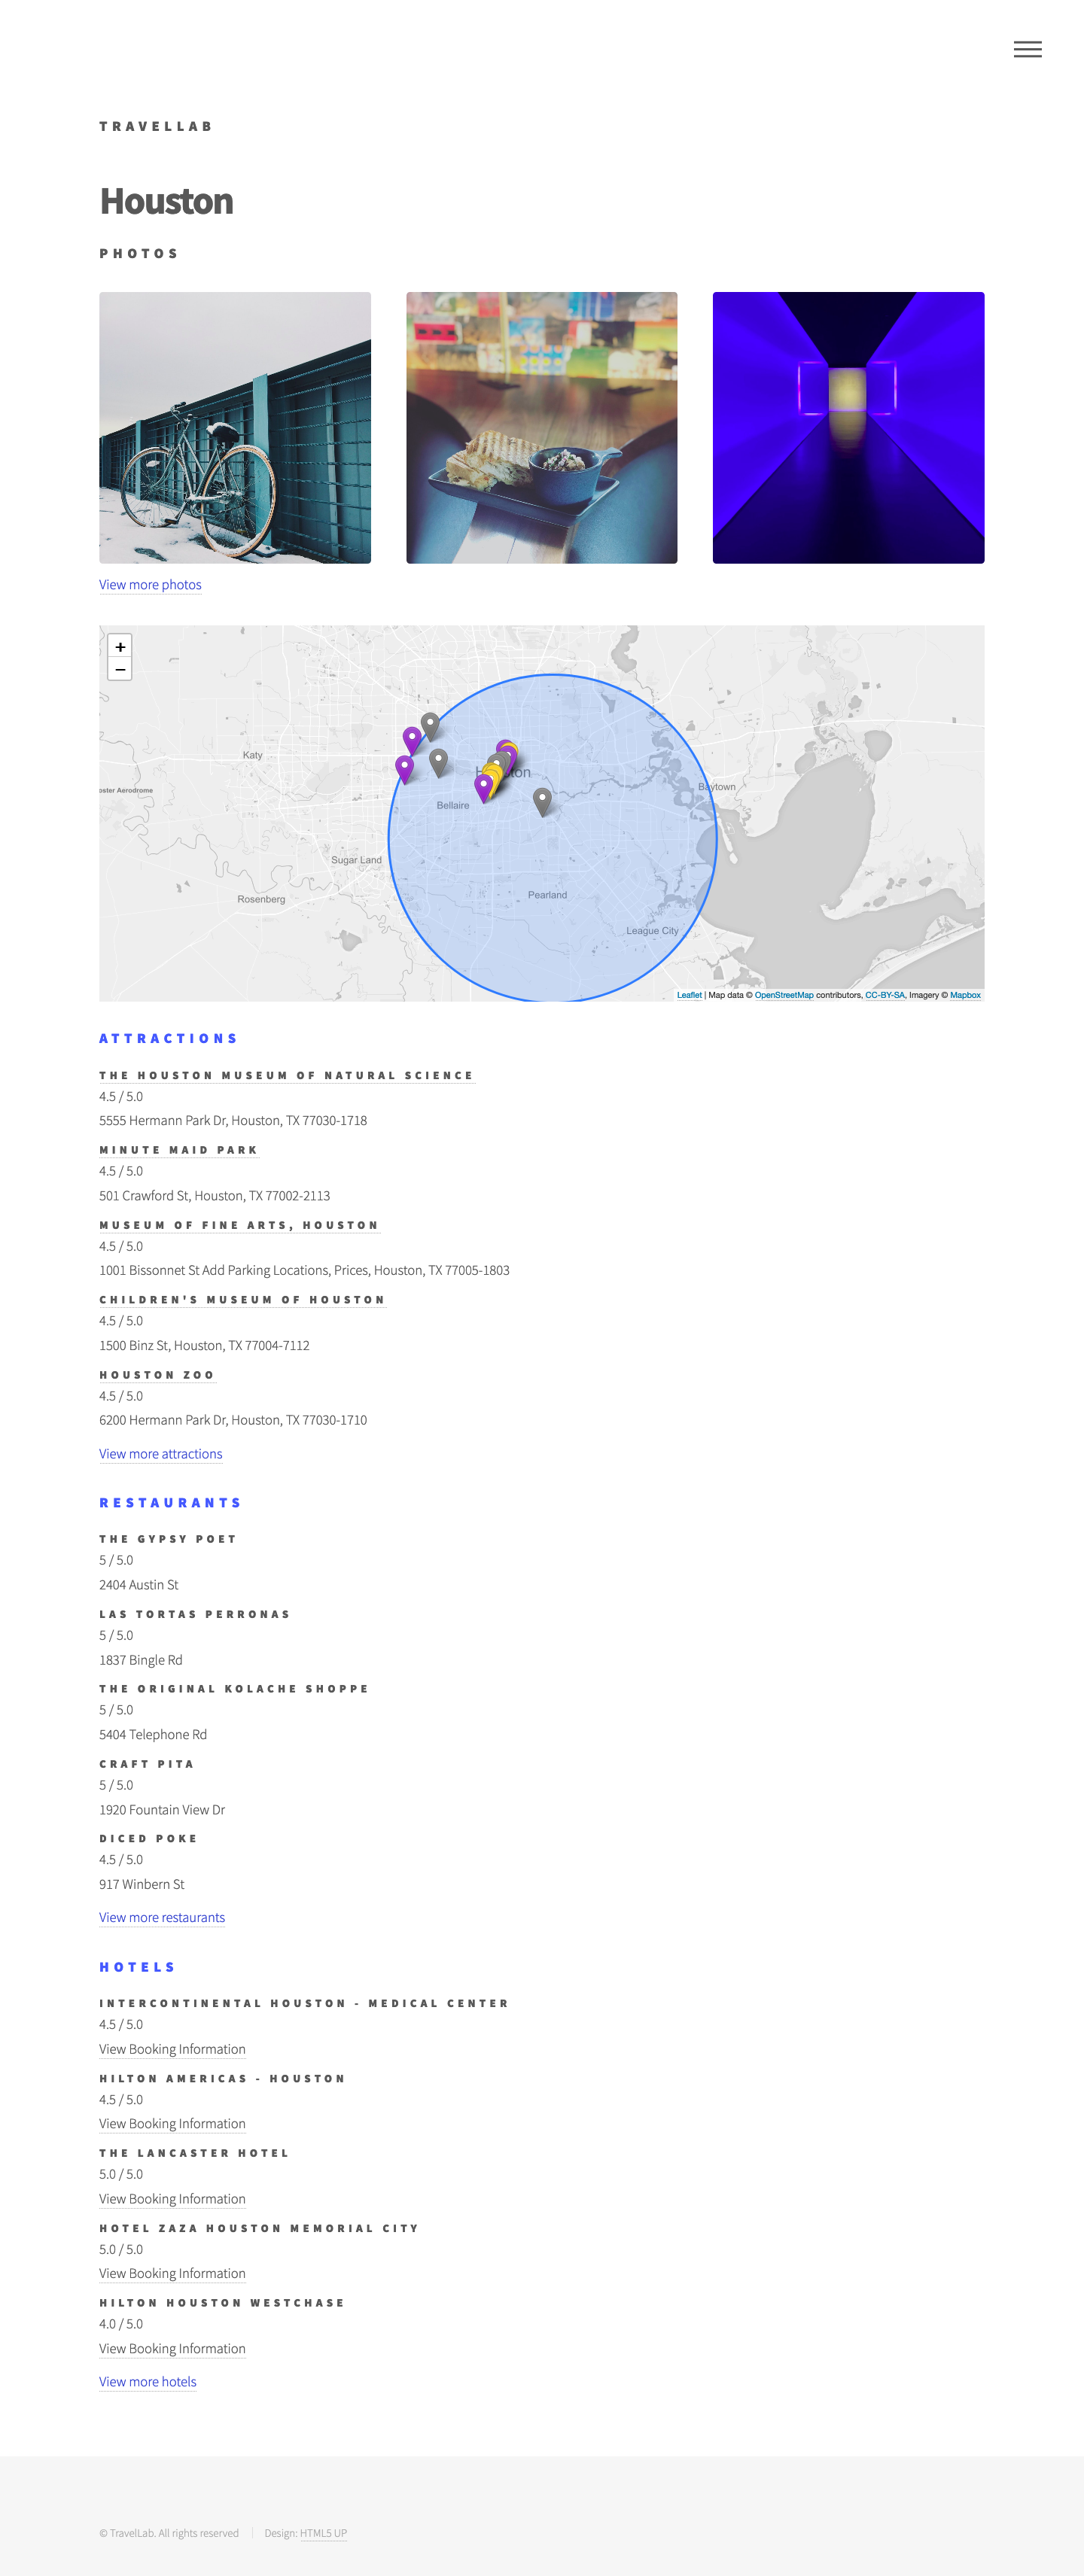 TRAVELLAB
Houston
PHOTOS
View more photos
+
−
Katy
Bellaire
Baytown
Sugar Land
Rosenberg
Pearland
League City
Leaflet | Map data © OpenStreetMap contributors, CC-BY-SA, Imagery © Mapbox
ATTRACTIONS
THE HOUSTON MUSEUM OF NATURAL SCIENCE
4.5 / 5.0
5555 Hermann Park Dr, Houston, TX 77030-1718
MINUTE MAID PARK
4.5 / 5.0
501 Crawford St, Houston, TX 77002-2113
MUSEUM OF FINE ARTS, HOUSTON
4.5 / 5.0
1001 Bissonnet St Add Parking Locations, Prices, Houston, TX 77005-1803
CHILDREN'S MUSEUM OF HOUSTON
4.5 / 5.0
1500 Binz St, Houston, TX 77004-7112
HOUSTON ZOO
4.5 / 5.0
6200 Hermann Park Dr, Houston, TX 77030-1710
View more attractions
RESTAURANTS
THE GYPSY POET
5 / 5.0
2404 Austin St
LAS TORTAS PERRONAS
5 / 5.0
1837 Bingle Rd
THE ORIGINAL KOLACHE SHOPPE
5 / 5.0
5404 Telephone Rd
CRAFT PITA
5 / 5.0
1920 Fountain View Dr
DICED POKE
4.5 / 5.0
917 Winbern St
View more restaurants
HOTELS
INTERCONTINENTAL HOUSTON - MEDICAL CENTER
4.5 / 5.0
View Booking Information
HILTON AMERICAS - HOUSTON
4.5 / 5.0
View Booking Information
THE LANCASTER HOTEL
5.0 / 5.0
View Booking Information
HOTEL ZAZA HOUSTON MEMORIAL CITY
5.0 / 5.0
View Booking Information
HILTON HOUSTON WESTCHASE
4.0 / 5.0
View Booking Information
View more hotels
© TravelLab. All rights reserved
Design: HTML5 UP